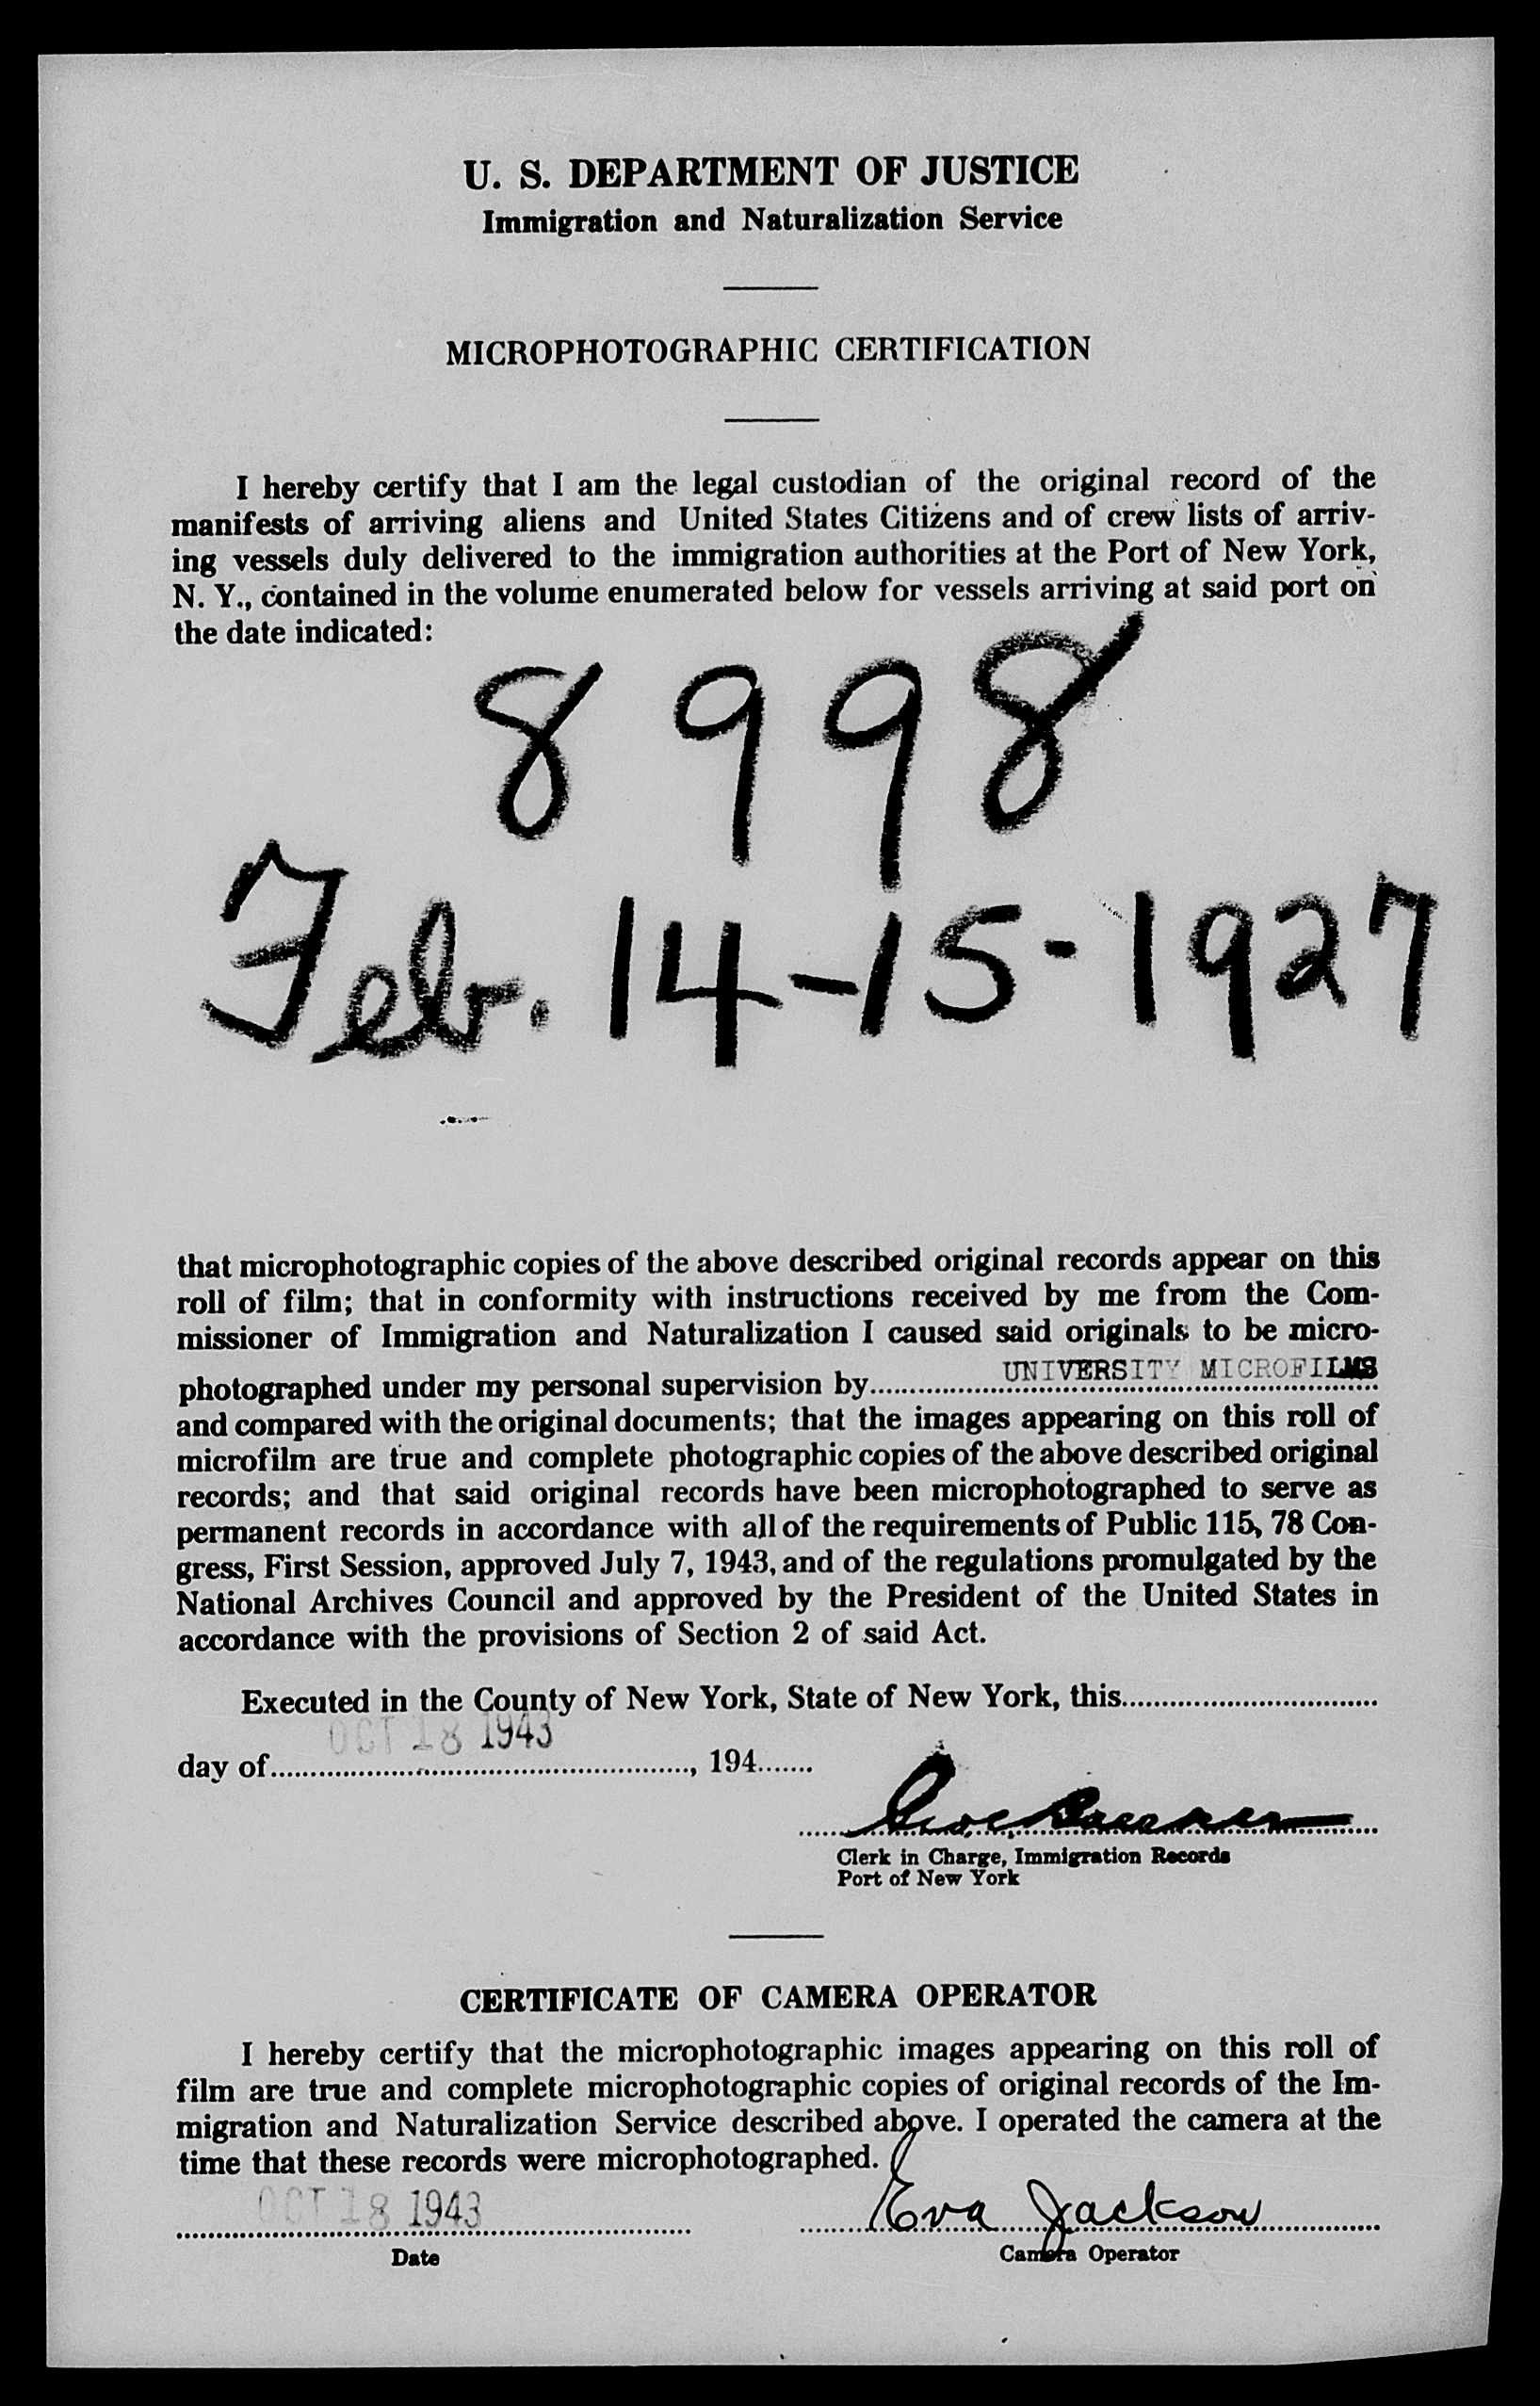 U. S. DEPARTMENT OF JUSTICE
Immigration and Naturalization Service
MICROPHOTOGRAPHIC CERTIFICATION
I hereby certify that I am the legal custodian of the original record of the
manifests of arriving aliens and United States Citizens and of crew lists of arriv-
ing vessels duly delivered to the immigration authorities at the Port of New York,
N. Y., contained in the volume enumerated below for vessels arriving at said port on
the date indicated:
8998
Feb. 14-15-1927
that microphotographic copies of the above described original records appear on this
roll of film; that in conformity with instructions received by me from the Com-
missioner of Immigration and Naturalization I caused said originals to be micro-
photographed under my personal supervision by UNIVERSITY MICROFILMS
and compared with the original documents; that the images appearing on this roll of
microfilm are true and complete photographic copies of the above described original
records; and that said original records have been microphotographed to serve as
permanent records in accordance with all of the requirements of Public 115, 78 Con-
gress, First Session, approved July 7, 1943, and of the regulations promulgated by the
National Archives Council and approved by the President of the United States in
accordance with the provisions of Section 2 of said Act.
Executed in the County of New York, State of New York, this
OCT 18 1943
day of , 194
Clerk in Charge, Immigration Records
Port of New York
CERTIFICATE OF CAMERA OPERATOR
I hereby certify that the microphotographic images appearing on this roll of
film are true and complete microphotographic copies of original records of the Im-
migration and Naturalization Service described above. I operated the camera at the
time that these records were microphotographed.
OCT 18 1943 Eva Jackson
Date Camera Operator